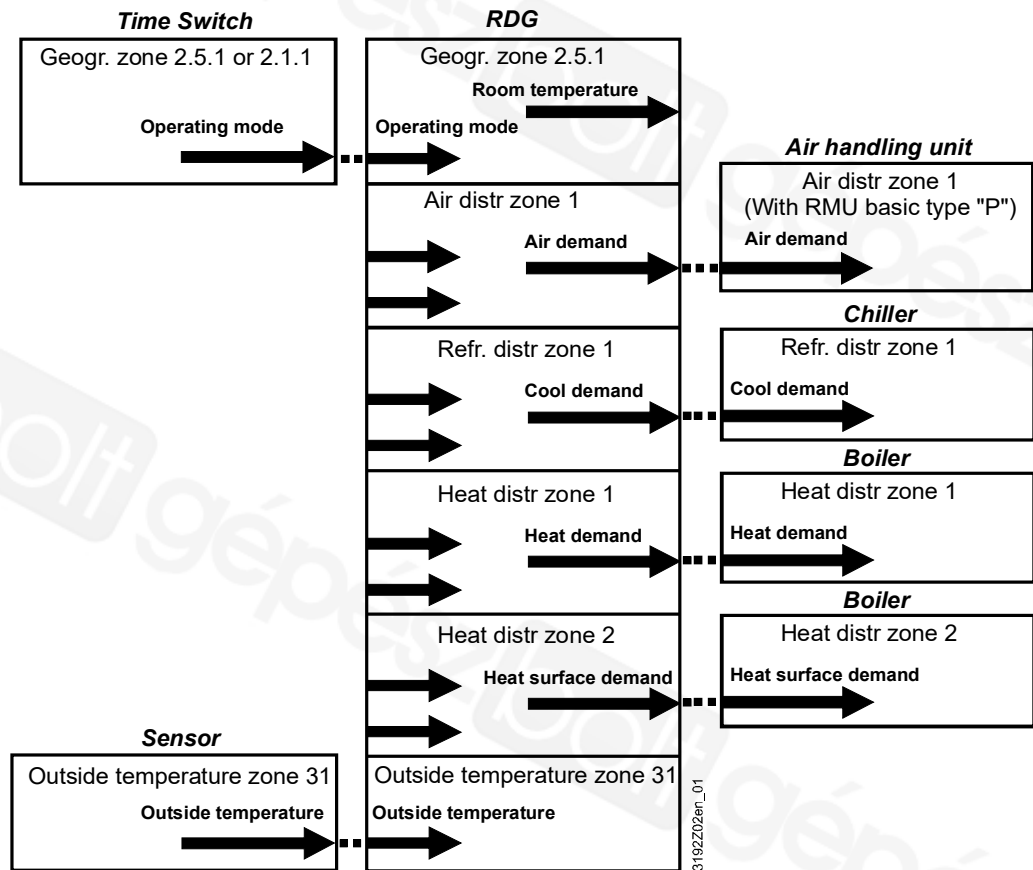 Time Switch
Geogr. zone 2.5.1 or 2.1.1
Operating mode
RDG
Geogr. zone 2.5.1
Room temperature
Operating mode
Air distr zone 1
Air demand
Refr. distr zone 1
Cool demand
Heat distr zone 1
Heat demand
Heat distr zone 2
Heat surface demand
Outside temperature zone 31
Outside temperature
Air handling unit
Air distr zone 1
(With RMU basic type "P")
Air demand
Chiller
Refr. distr zone 1
Cool demand
Boiler
Heat distr zone 1
Heat demand
Boiler
Heat distr zone 2
Heat surface demand
Sensor
Outside temperature zone 31
Outside temperature
3192Z02en_01
bolt gépészbolt gépész